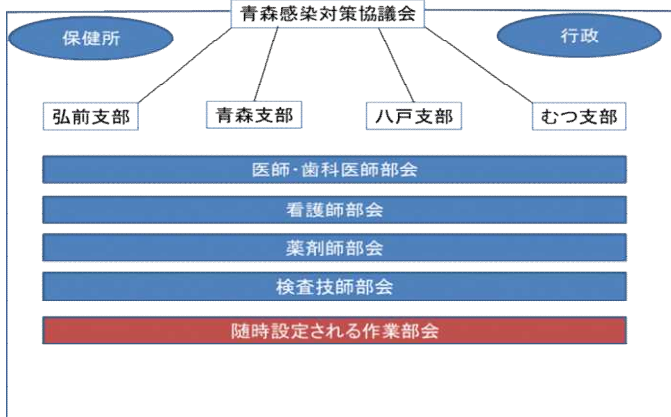 青森感染対策協議会
保健所
行政
弘前支部
青森支部
八戸支部
むつ支部
医師・歯科医師部会
看護師部会
薬剤師部会
検査技師部会
随時設定される作業部会